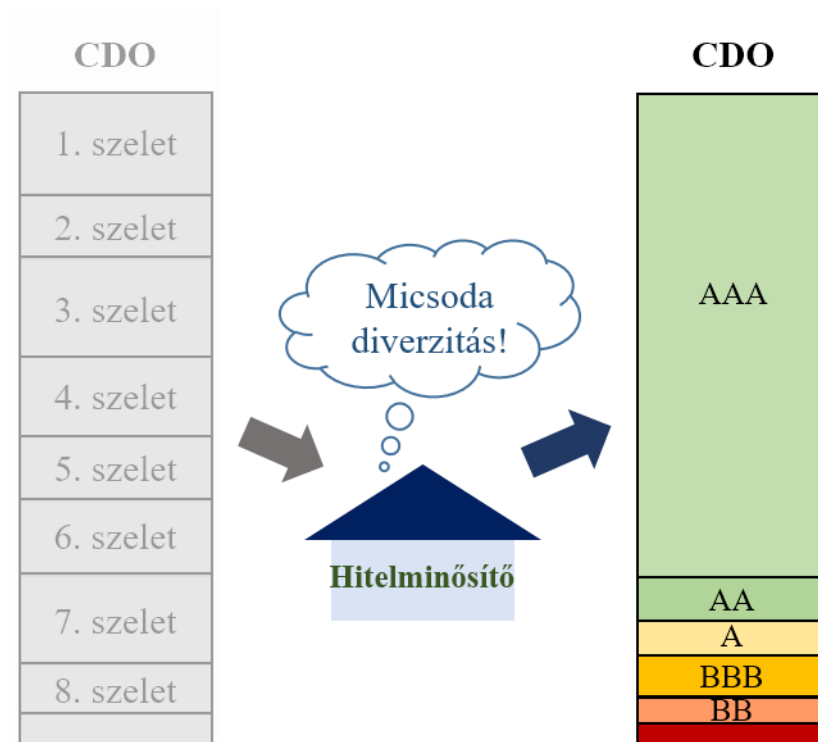 CDO
1. szelet
2. szelet
3. szelet
4. szelet
5. szelet
6. szelet
7. szelet
8. szelet
Micsoda
diverzitás!
Hitelminősítő
CDO
AAA
AA
A
BBB
BB